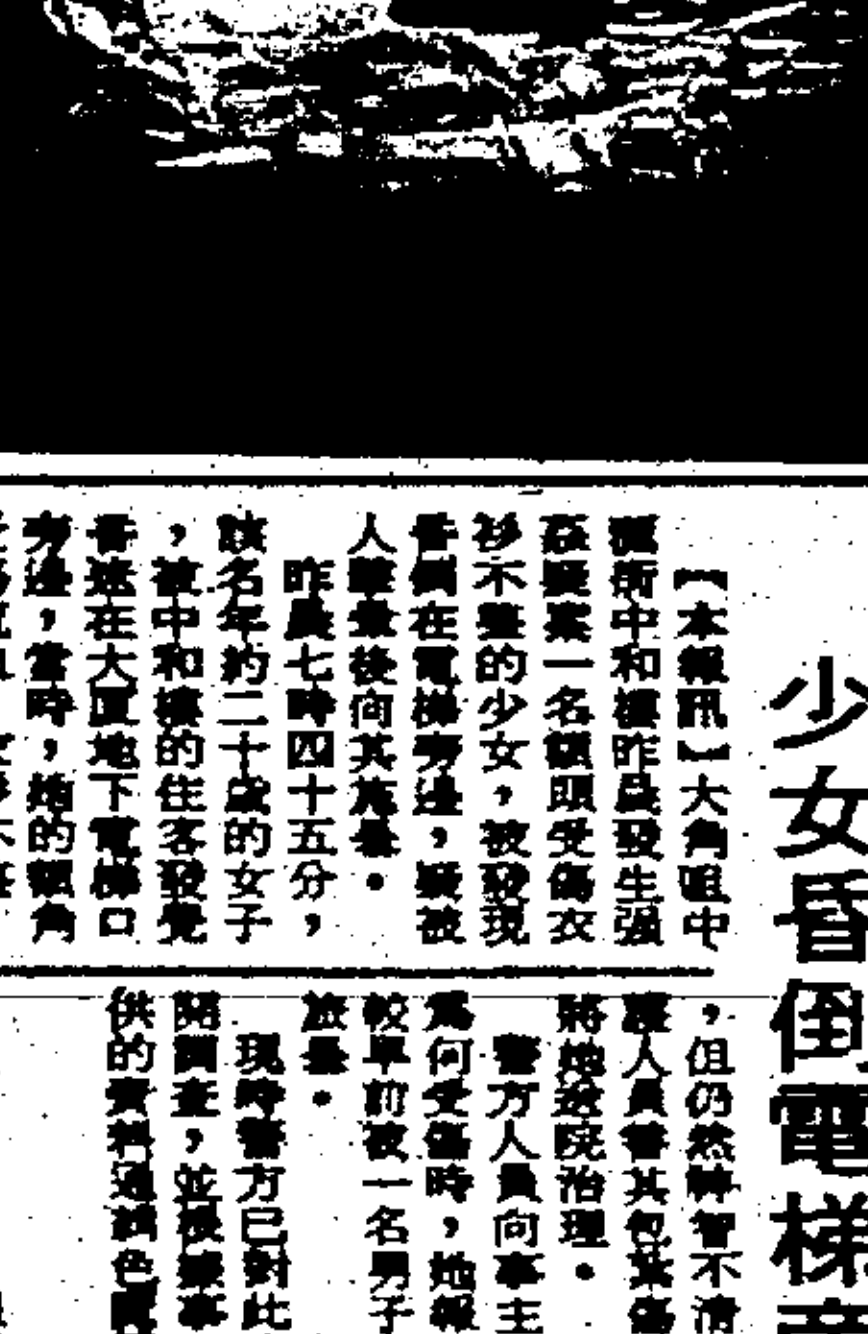 少女昏倒電梯
【本報訊】大角咀中
街中和樓昨晨發生强
姦疑案一名額頭受傷衣
衫不整的少女，被發現
昏倒在電梯旁邊，疑被
人擊暈後向其施暴。
昨晨七時四十五分，
該名年約二十歲的女子
，被中和樓的住客發覺
昏迷在大厦地下電梯口
旁邊，當時，她的額角
，但仍然神智不清
護人員替其包紮傷
將她送院治理。
警方人員向事主
爲何受傷時，她報
較早前被一名男子
施暴。
現時警方已對此
開調查，並根據事
供的資料通緝色